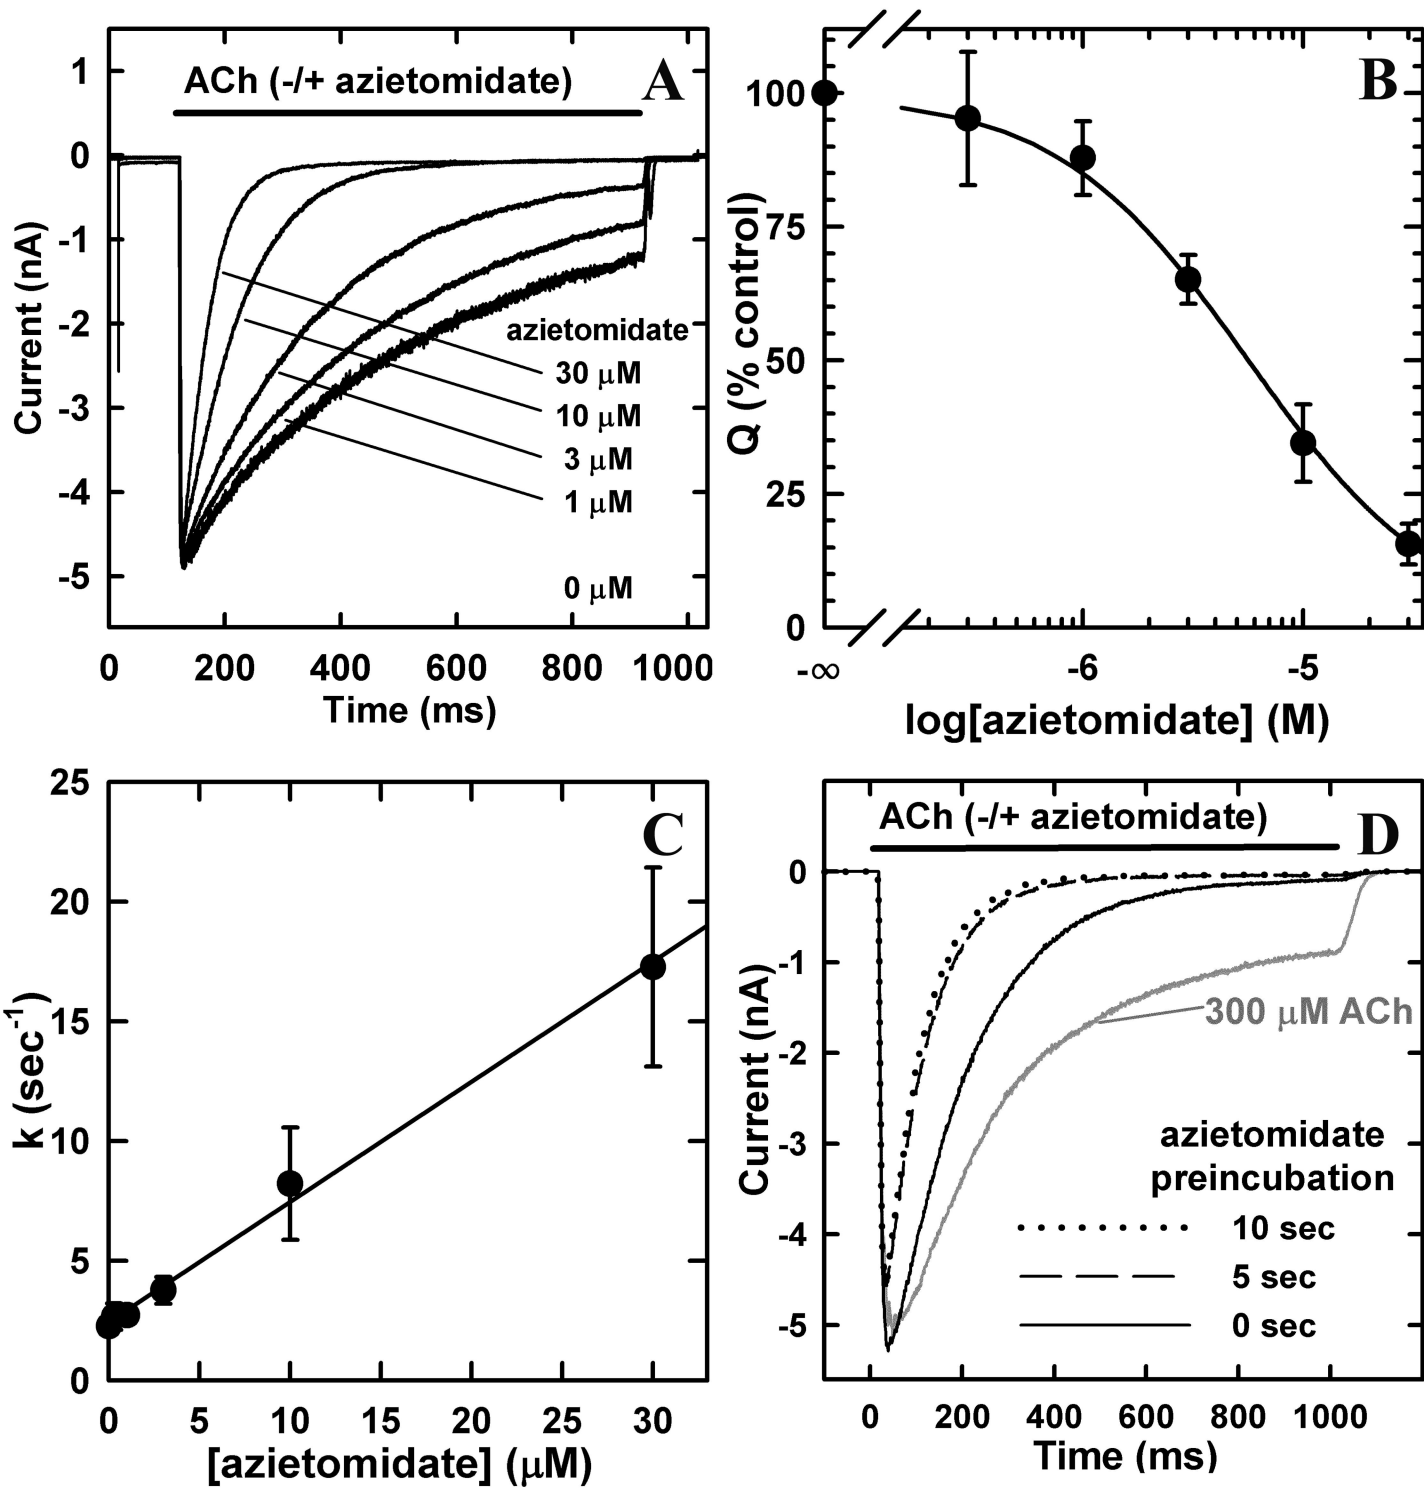 A
ACh (-/+ azietomidate)
1
0
-1
-2
-3
-4
-5
Current (nA)
azietomidate
30 μM
10 μM
3 μM
1 μM
0 μM
0 200 400 600 800 1000
Time (ms)
B
100
75
50
25
0
Q (% control)
-∞ -6 -5
log[azietomidate] (M)
C
25
20
15
10
5
0
k (sec⁻¹)
0 5 10 15 20 25 30
[azietomidate] (μM)
D
ACh (-/+ azietomidate)
0
-1
-2
-3
-4
-5
Current (nA)
300 μM ACh
azietomidate
preincubation
10 sec
5 sec
0 sec
0 200 400 600 800 1000
Time (ms)